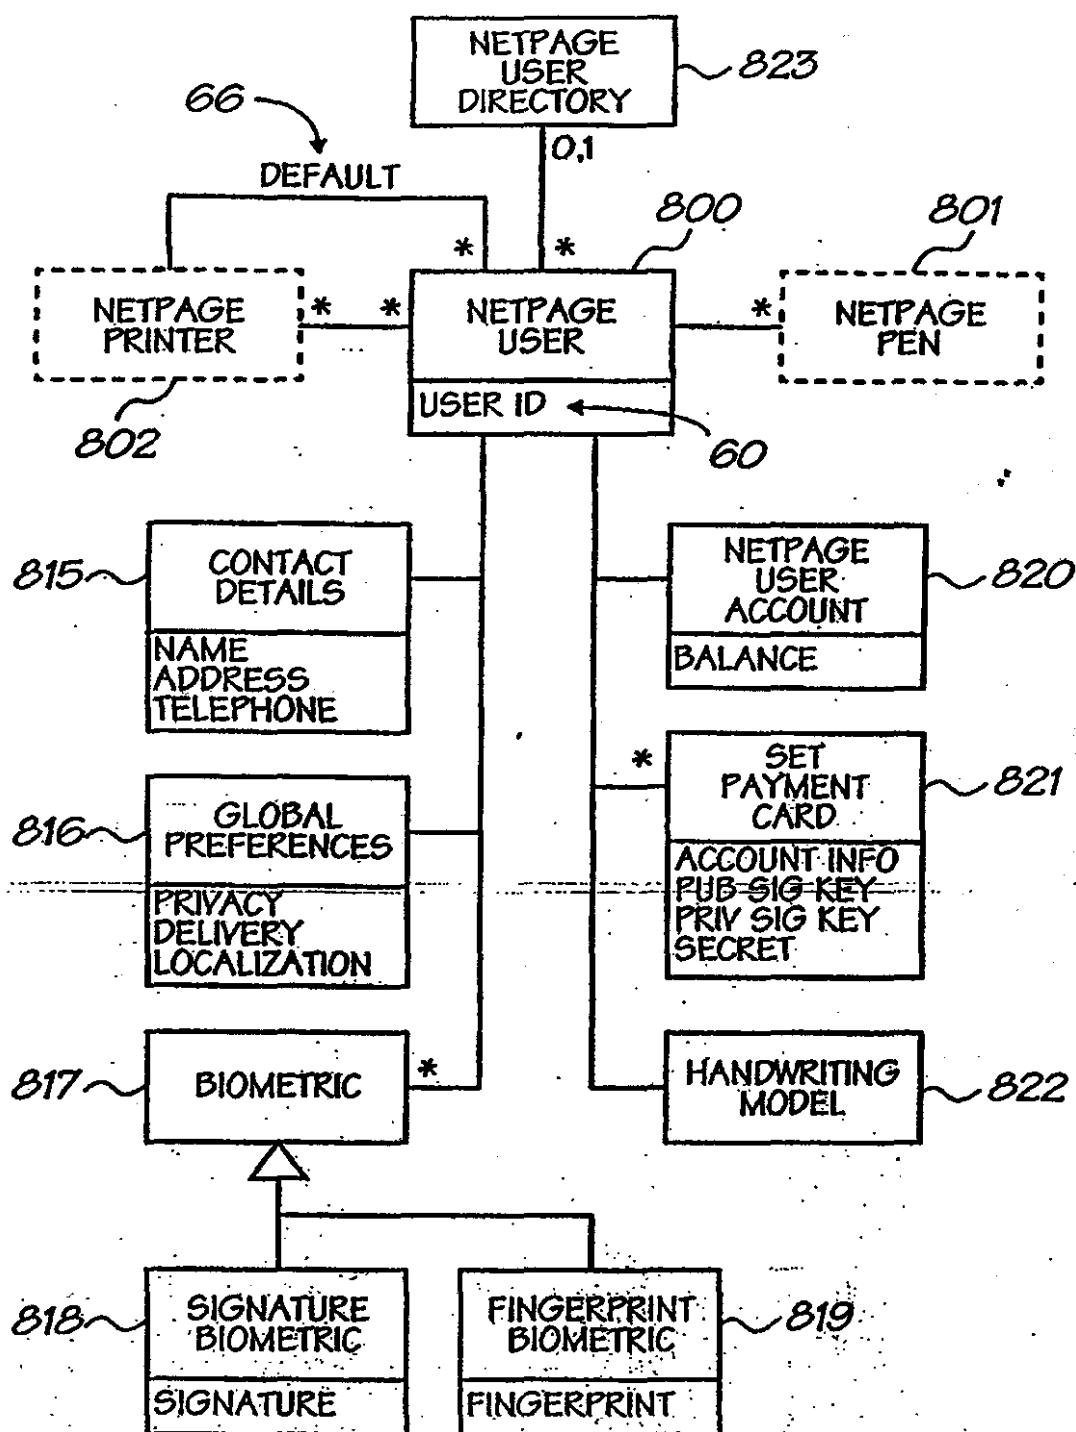 NETPAGE
USER
DIRECTORY
823
66
0,1
DEFAULT
800
801
*
*
NETPAGE
PRINTER
*
*
NETPAGE
USER
*
NETPAGE
PEN
USER ID
802
60
CONTACT
DETAILS
815
NAME
ADDRESS
TELEPHONE
NETPAGE
USER
ACCOUNT
820
BALANCE
GLOBAL
PREFERENCES
816
PRIVACY
DELIVERY
LOCALIZATION
*
SET
PAYMENT
CARD
821
ACCOUNT INFO
PUB SIG KEY
PRIV SIG KEY
SECRET
817
BIOMETRIC
*
HANDWRITING
MODEL
822
818
SIGNATURE
BIOMETRIC
SIGNATURE
FINGERPRINT
BIOMETRIC
819
FINGERPRINT